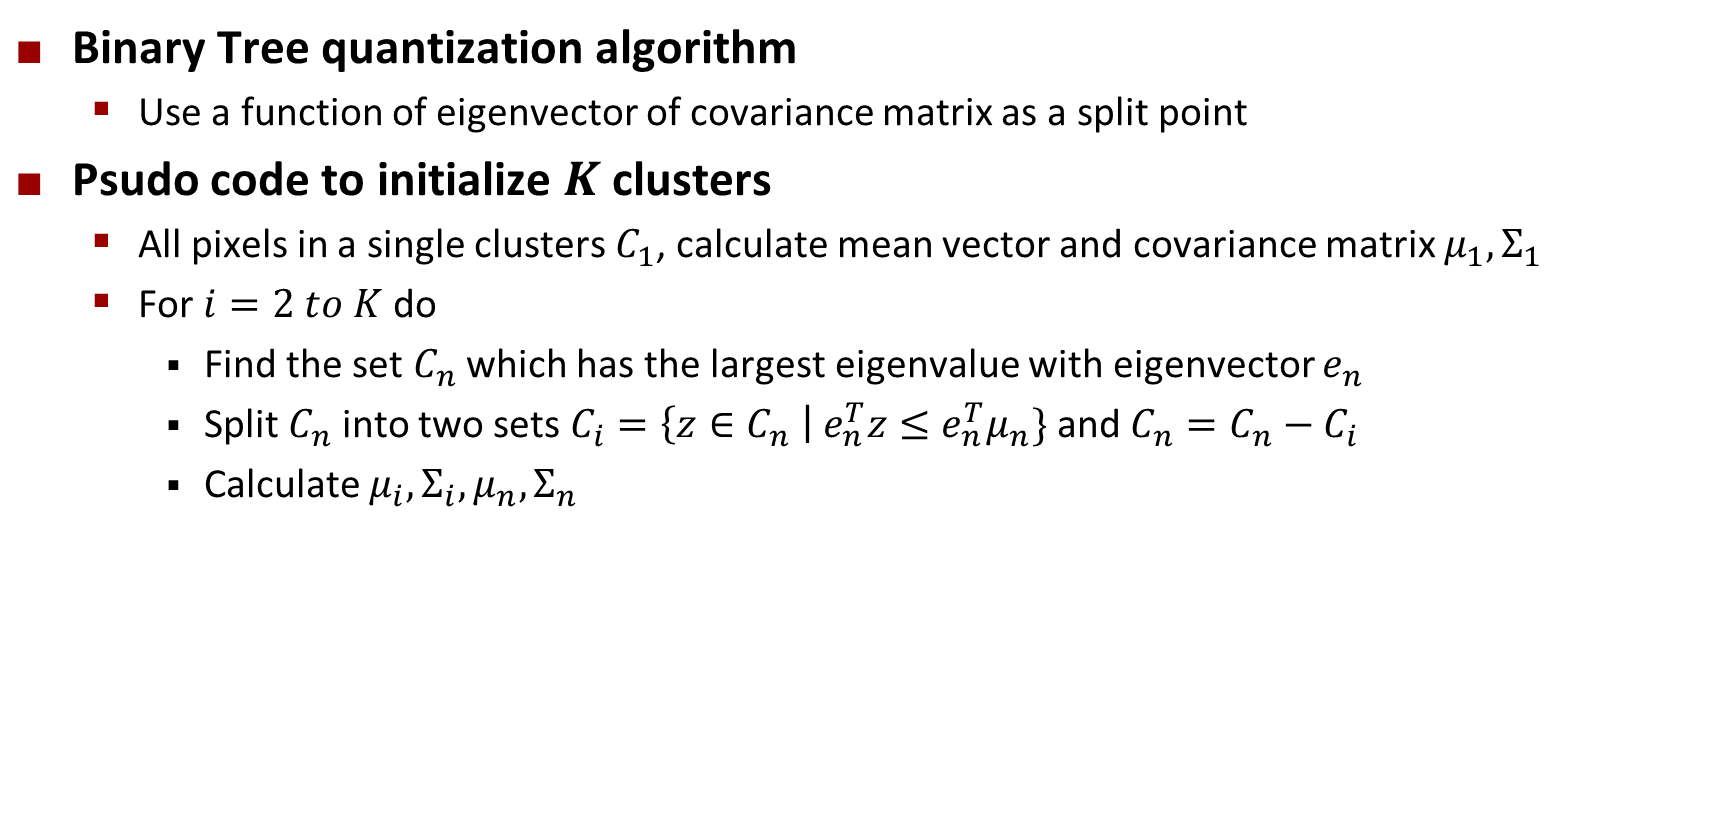 ■ Binary Tree quantization algorithm
▪ Use a function of eigenvector of covariance matrix as a split point
■ Psudo code to initialize K clusters
▪ All pixels in a single clusters C₁, calculate mean vector and covariance matrix μ₁, Σ₁
▪ For i = 2 to K do
▪ Find the set Cₙ which has the largest eigenvalue with eigenvector eₙ
▪ Split Cₙ into two sets Cᵢ = {z ∈ Cₙ | eₙᵀz ≤ eₙᵀμₙ} and Cₙ = Cₙ − Cᵢ
▪ Calculate μᵢ, Σᵢ, μₙ, Σₙ